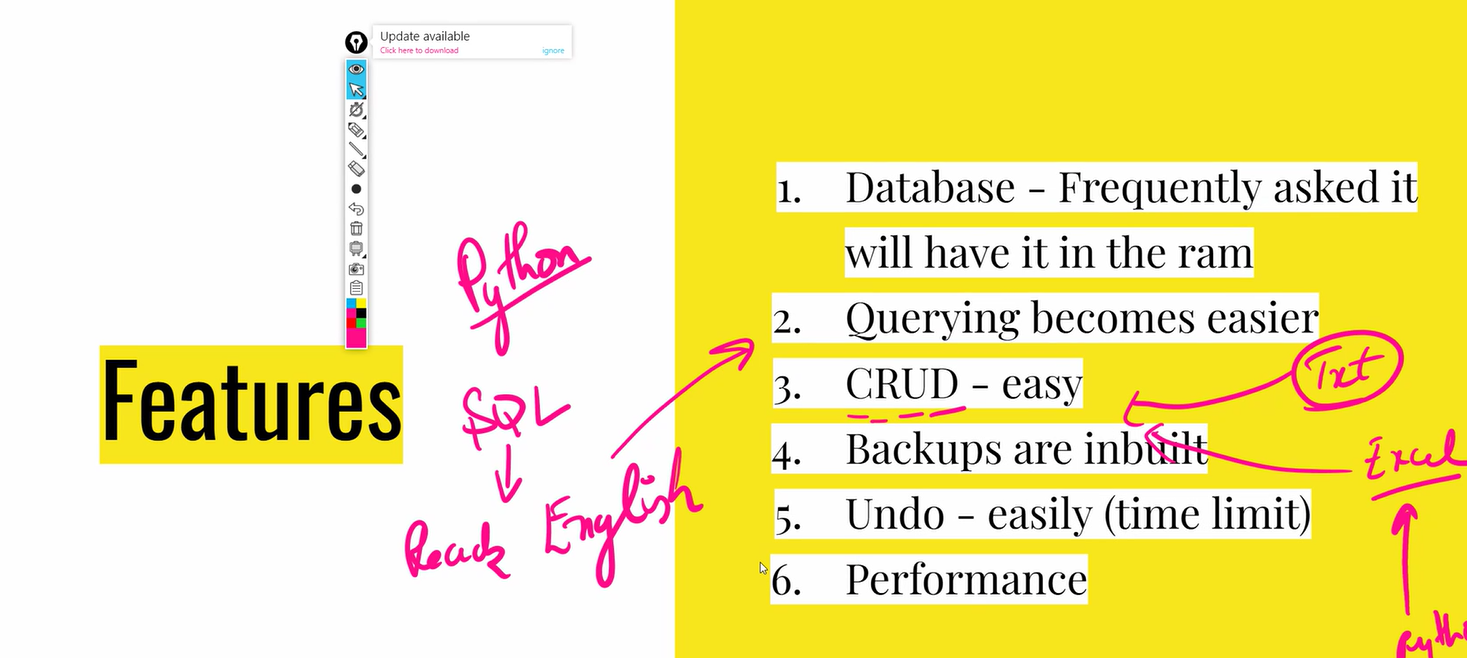 Update available
Click here to download ignore
Features
Python
SQL
Read English
1. Database - Frequently asked it
will have it in the ram
2. Querying becomes easier
3. CRUD - easy
4. Backups are inbuilt
5. Undo - easily (time limit)
6. Performance
Txt
Excel